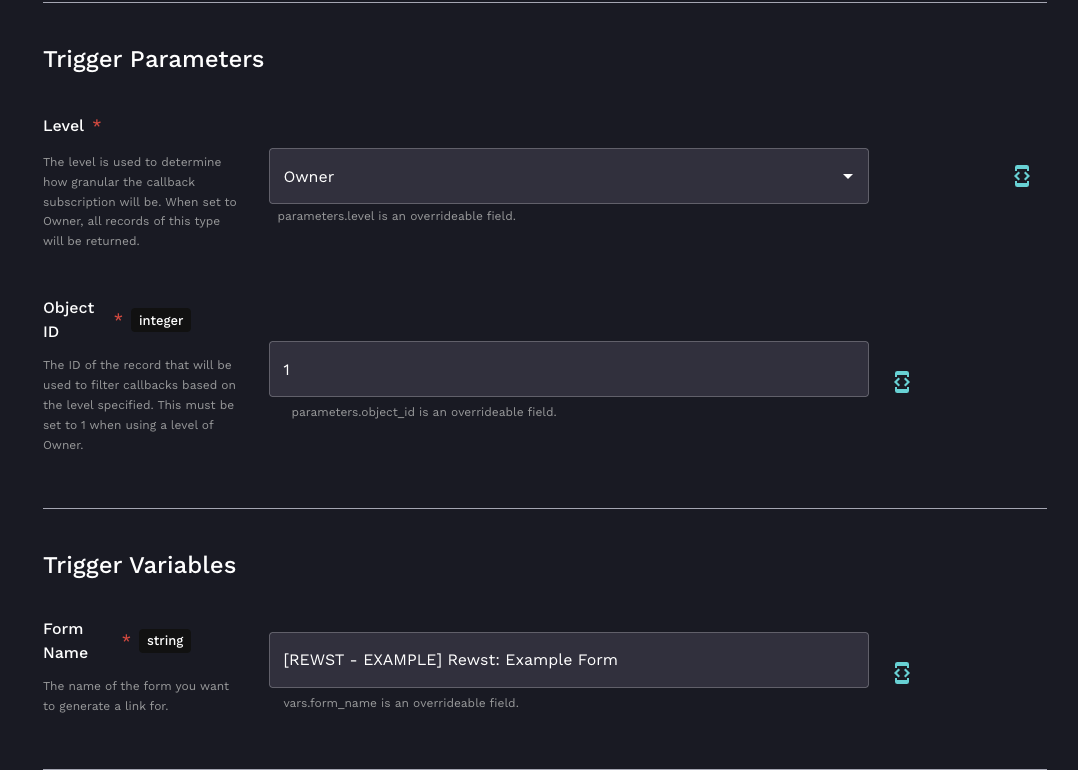 Trigger Parameters
Level *
The level is used to determine
how granular the callback
subscription will be. When set to
Owner, all records of this type
will be returned.
Owner
parameters.level is an overrideable field.
Object
ID
* integer
The ID of the record that will be
used to filter callbacks based on
the level specified. This must be
set to 1 when using a level of
Owner.
1
parameters.object_id is an overrideable field.
Trigger Variables
Form
Name
* string
The name of the form you want
to generate a link for.
[REWST - EXAMPLE] Rewst: Example Form
vars.form_name is an overrideable field.